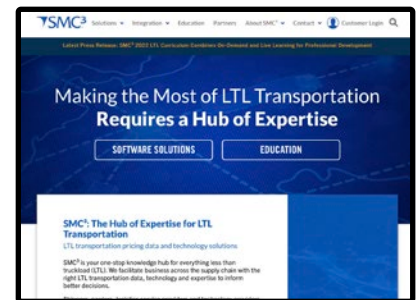 SMC³ Solutions Integration Education Partners About SMC³ Contact Customer Login
Latest Press Release: SMC³ 2022 LTL Curriculum Combines On-Demand and Live Learning for Professional Development
Making the Most of LTL Transportation
Requires a Hub of Expertise
SOFTWARE SOLUTIONS EDUCATION
SMC³: The Hub of Expertise for LTL
Transportation
LTL transportation pricing data and technology solutions
SMC³ is your one-stop knowledge hub for everything less than
truckload (LTL). We facilitate business across the supply chain with the
right LTL transportation data, technology and expertise to inform
better decisions.